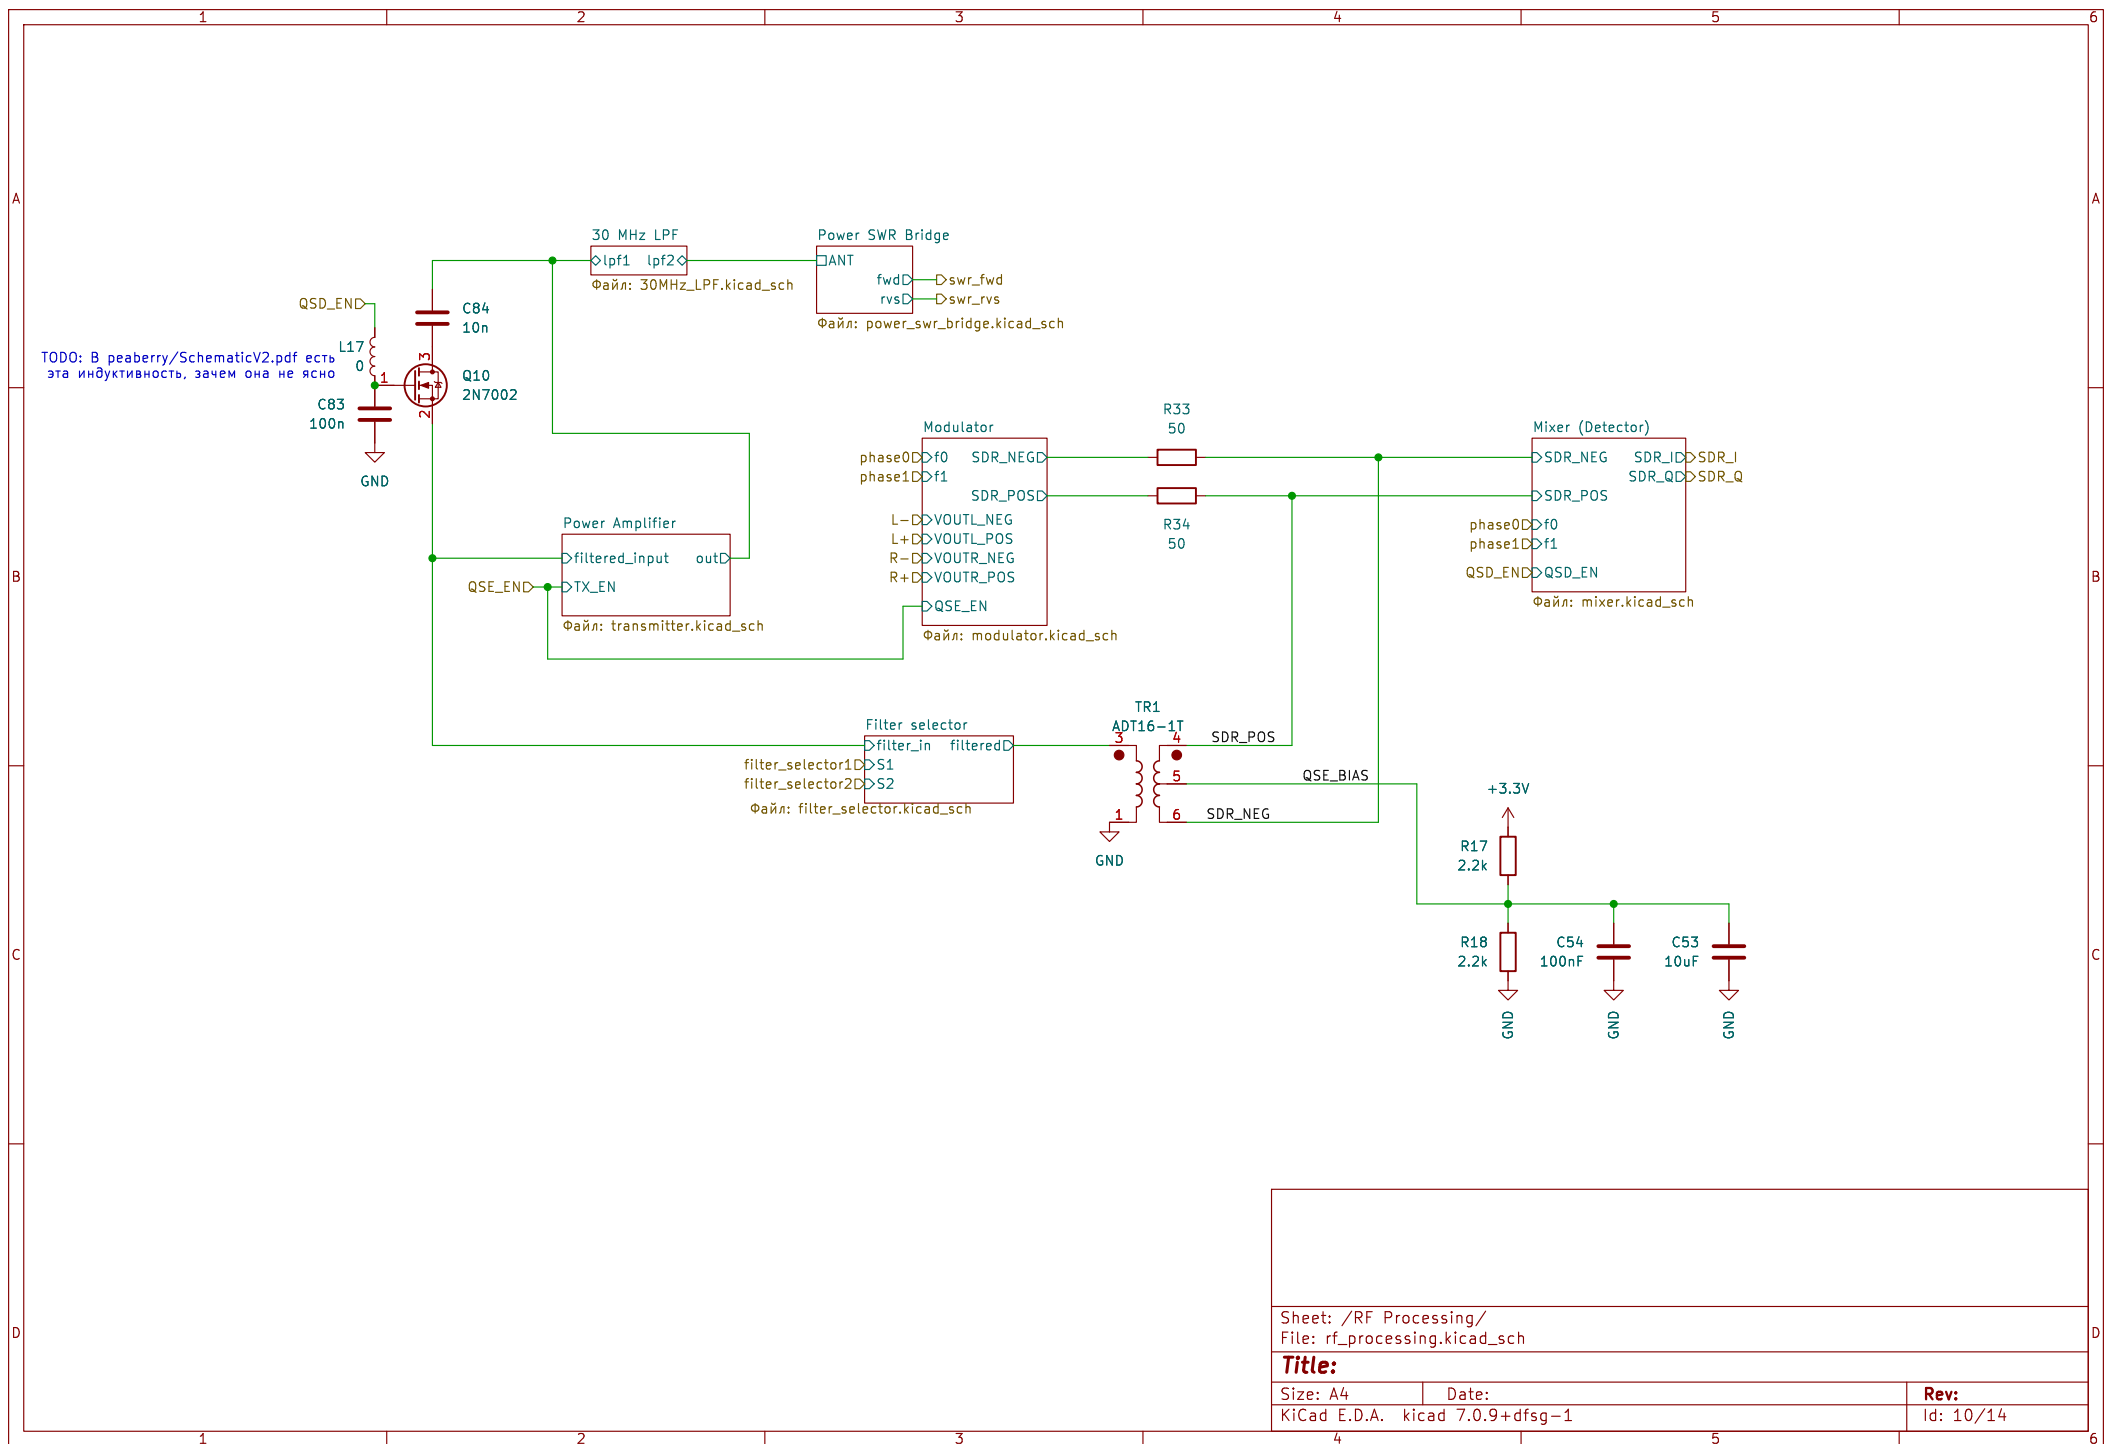 1 2 3 4 5 6
A A
30 MHz LPF
lpf1 lpf2
Файл: 30MHz_LPF.kicad_sch
Power SWR Bridge
ANT
fwd swr_fwd
rvs swr_rvs
Файл: power_swr_bridge.kicad_sch
QSD_EN
C84
10n
TODO: В peaberry/SchematicV2.pdf есть
эта индуктивность, зачем она не ясно
L17
0
1
3
2
Q10
2N7002
C83
100n
GND
Power Amplifier
filtered_input out
QSE_EN TX_EN
Файл: transmitter.kicad_sch
Modulator
phase0 f0 SDR_NEG
phase1 f1
SDR_POS
L- VOUTL_NEG
L+ VOUTL_POS
R- VOUTR_NEG
R+ VOUTR_POS
QSE_EN
Файл: modulator.kicad_sch
R33
50
R34
50
Mixer (Detector)
SDR_NEG SDR_I SDR_I
SDR_Q SDR_Q
SDR_POS
phase0 f0
phase1 f1
QSD_EN QSD_EN
Файл: mixer.kicad_sch
B B
Filter selector
filter_in filtered
filter_selector1 S1
filter_selector2 S2
Файл: filter_selector.kicad_sch
TR1
ADT16-1T
3 4
5
1 6
GND
SDR_POS
QSE_BIAS
SDR_NEG
+3.3V
R17
2.2k
R18
2.2k
C54
100nF
C53
10uF
GND
GND
GND
C C
D D
Sheet: /RF Processing/
File: rf_processing.kicad_sch
Title:
Size: A4 Date: Rev:
KiCad E.D.A. kicad 7.0.9+dfsg-1 Id: 10/14
1 2 3 4 5 6